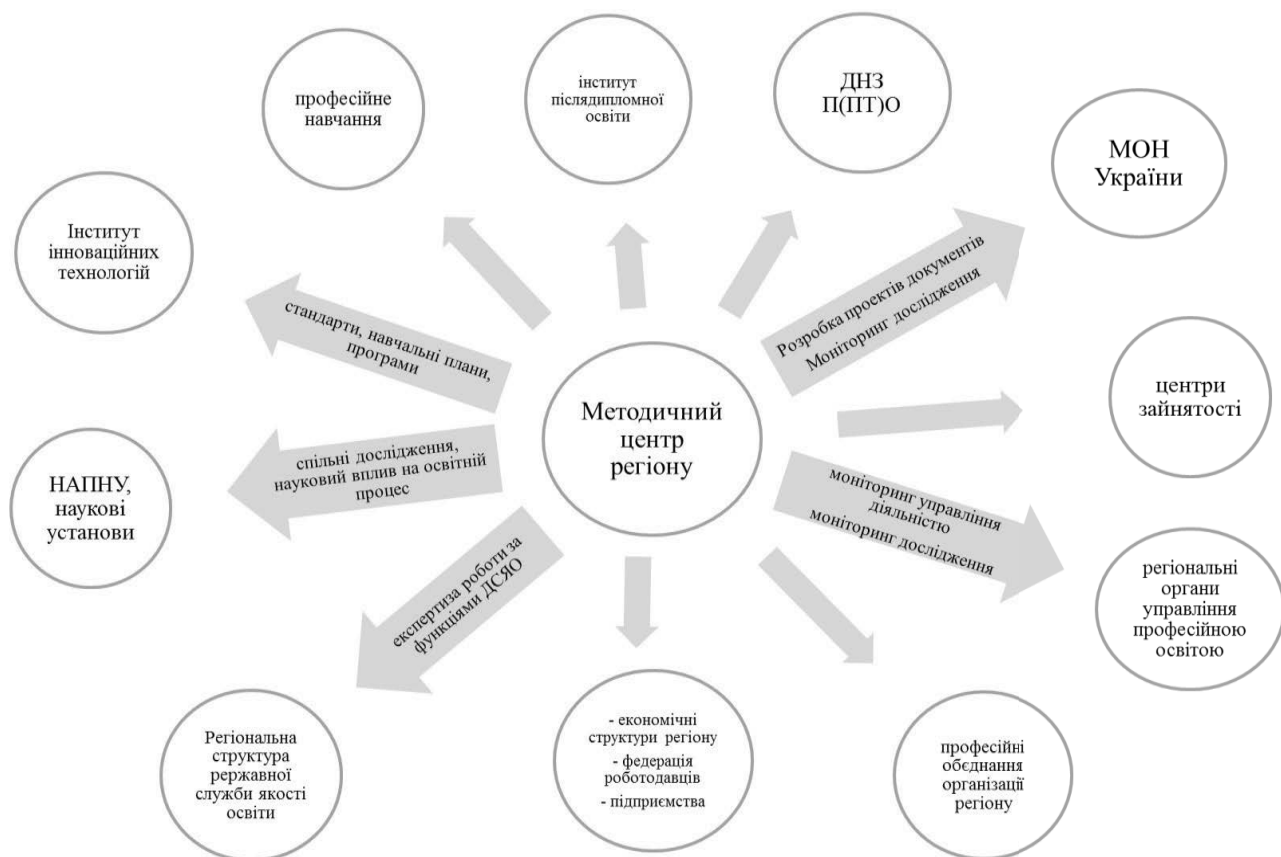 професійне
навчання
інститут
післядипломної
освіти
ДНЗ
П(ПТ)О
МОН
України
Інститут
інноваційних
технологій
стандарти, навчальні плани,
програми
Розробка проектів документів
Моніторинг дослідження
Методичний
центр
регіону
центри
зайнятості
НАПНУ,
наукові
установи
спільні дослідження,
науковий вплив на освітній
процес
моніторинг управління
діяльністю
моніторинг дослідження
регіональні
органи
управління
професійною
освітою
експертиза роботи за
функціями ДСЯО
Регіональна
структура
рержавної
служби якості
освіти
- економічні
структури регіону
- федерація
роботодавців
- підприємства
професійні
обєднання
організації
регіону